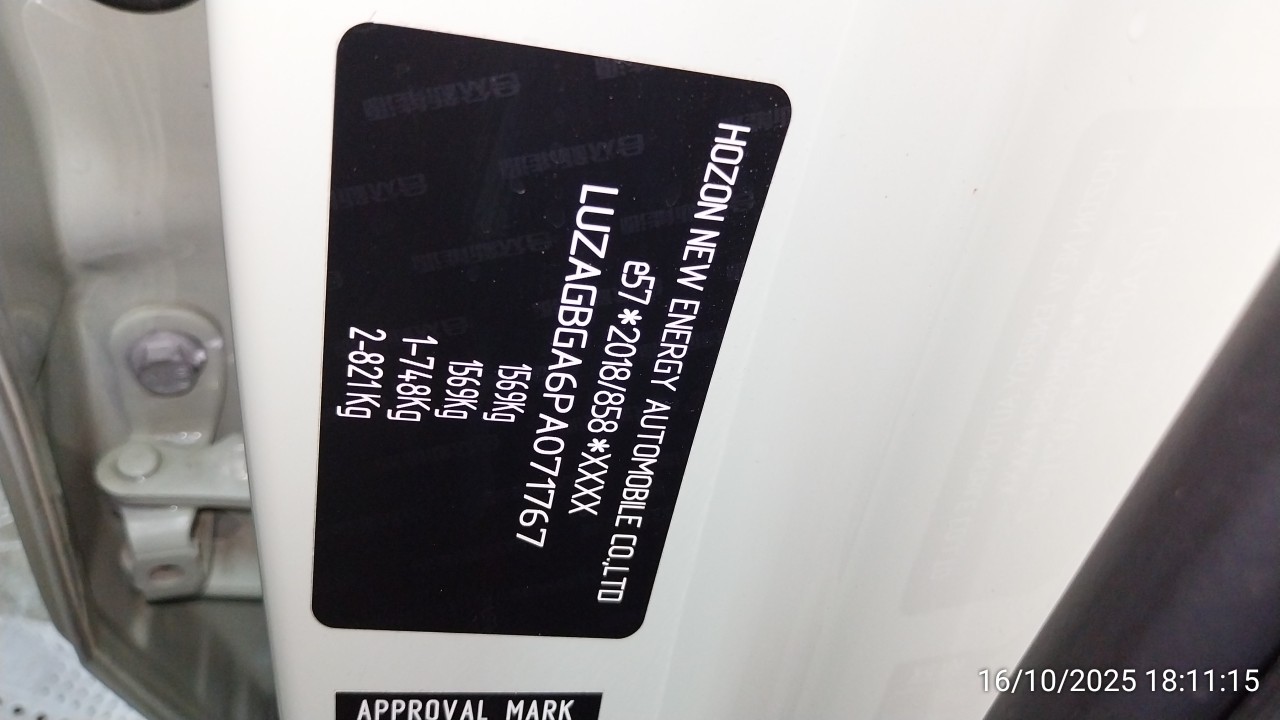 HOZON NEW ENERGY AUTOMOBILE CO.,LTD
e57*2018/858*XXXX
LUZAGBGA6PA071767
1569Kg
1569Kg
1-748Kg
2-821Kg
APPROVAL MARK
16/10/2025 18:11:15